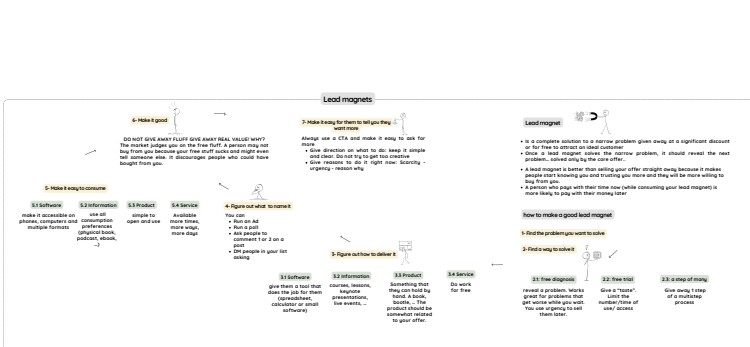 Lead magnets
Lead magnet
Is a complete solution to a narrow problem given away at a significant discount
or for free to attract an ideal customer
Once a lead magnet solves the narrow problem, it should reveal the next
problem... solved only by the care offer...
A lead magnet is better than selling your offer straight away because it makes
people start knowing you and trusting you more and they will be more willing to
buy from you.
A person who pays with their time now (while consuming your lead magnet) is
more likely to pay with their money later
how to make a good lead magnet
1- Find the problem you want to solve
2- Find a way to solve it
2.1: free diagnosis
reveal a problem. Works
great for problems that
get worse while you wait.
You use urgency to sell
them later.
2.2: free trial
Give a "taste".
Limit the
number/time of
use/ access
2.3: a step of many
Give away 1 step
of a multistep
process
3- Figure out how to deliver it
3.1 Software
give them a tool that
does the job for them
(spreadsheet,
calculator or small
software)
3.2 Information
courses, lessons,
keynote
presentations,
live events, ...
3.3 Product
Something that
they can hold by
hand. A book,
bootle, ... The
product should be
somewhat related
to your offer.
3.4 Service
Do work
for free
4- Figure out what to name it
You can
Run an Ad
Run a poll
Ask people to
comment 1 or 2 on a
post
DM people in your list
asking
5- Make it easy to consume
5.1 Software
make it accessible on
phones, computers and
multiple formats
5.2 Information
use all
consumption
preferences
(physical book,
podcast, ebook,
...)
5.3 Product
simple to
open and use
5.4 Service
Available
more times,
more ways,
more days
6- Make it good
DO NOT GIVE AWAY FLUFF GIVE AWAY REAL VALUE! WHY?
The market judges you on the free fluff. A person may not
buy from you because your free stuff sucks and might even
tell someone else. it discourages people who could have
bought from you.
7- Make it easy for them to tell you they
want more
Always use a CTA and make it easy to ask for
more
Give direction on what to do: keep it simple
and clear. Do not try to get too creative
Give reasons to do it right now: Scarcity -
urgency - reason why